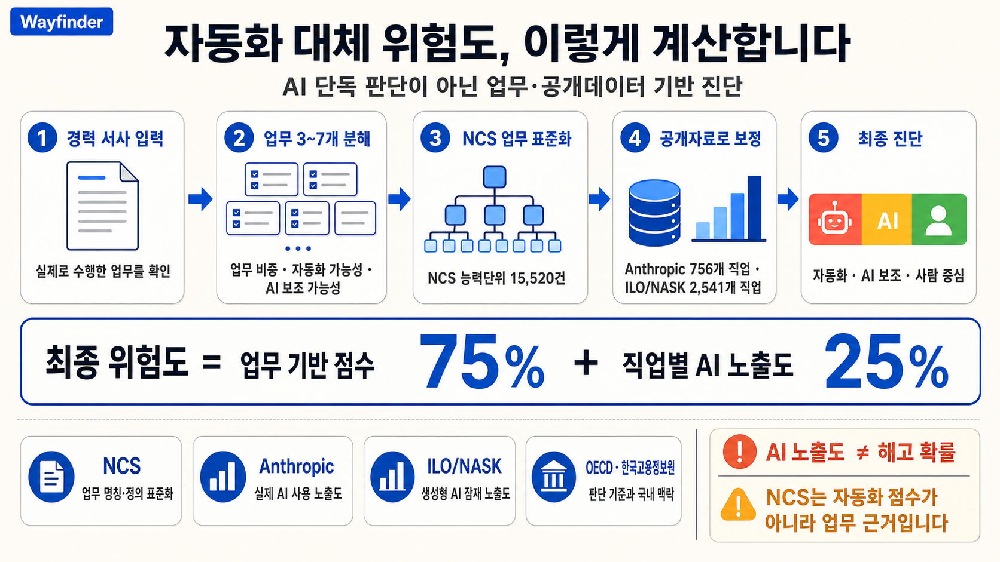 Wayfinder
자동화 대체 위험도, 이렇게 계산합니다
AI 단독 판단이 아닌 업무·공개데이터 기반 진단
1 경력 서사 입력
실제로 수행한 업무를 확인
2 업무 3~7개 분해
업무 비중 · 자동화 가능성 ·
AI 보조 가능성
3 NCS 업무 표준화
NCS 능력단위 15,520건
4 공개자료로 보정
Anthropic 756개 직업 ·
ILO/NASK 2,541개 직업
5 최종 진단
AI
자동화 · AI 보조 · 사람 중심
최종 위험도 = 업무 기반 점수 75% + 직업별 AI 노출도 25%
NCS
업무 명칭·정의 표준화
Anthropic
실제 AI 사용 노출도
ILO/NASK
생성형 AI 잠재 노출도
OECD · 한국고용정보원
판단 기준과 국내 맥락
AI 노출도 ≠ 해고 확률
NCS는 자동화 점수가
아니라 업무 근거입니다